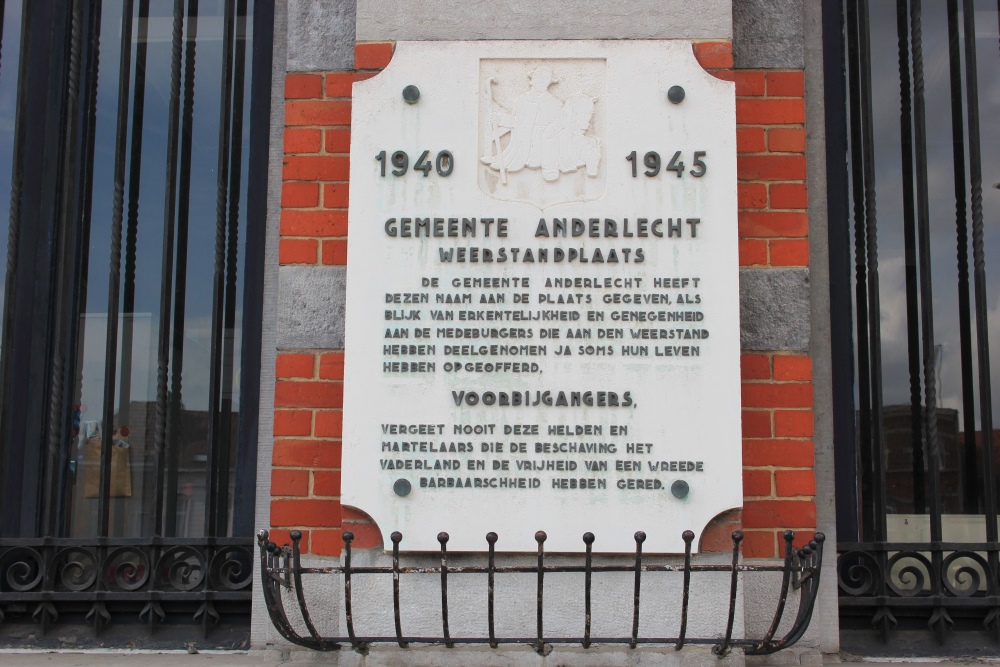 1940 1945
GEMEENTE ANDERLECHT
WEERSTANDPLAATS
DE GEMEENTE ANDERLECHT HEEFT
DEZEN NAAM AAN DE PLAATS GEGEVEN, ALS
BLIJK VAN ERKENTELIJKHEID EN GENEGENHEID
AAN DE MEDEBURGERS DIE AAN DEN WEERSTAND
HEBBEN DEELGENOMEN JA SOMS HUN LEVEN
HEBBEN OPGEOFFERD.
VOORBIJGANGERS,
VERGEET NOOIT DEZE HELDEN EN
MARTELAARS DIE DE BESCHAVING HET
VADERLAND EN DE VRIJHEID VAN EEN WREEDE
BARBAARSCHHEID HEBBEN GERED.